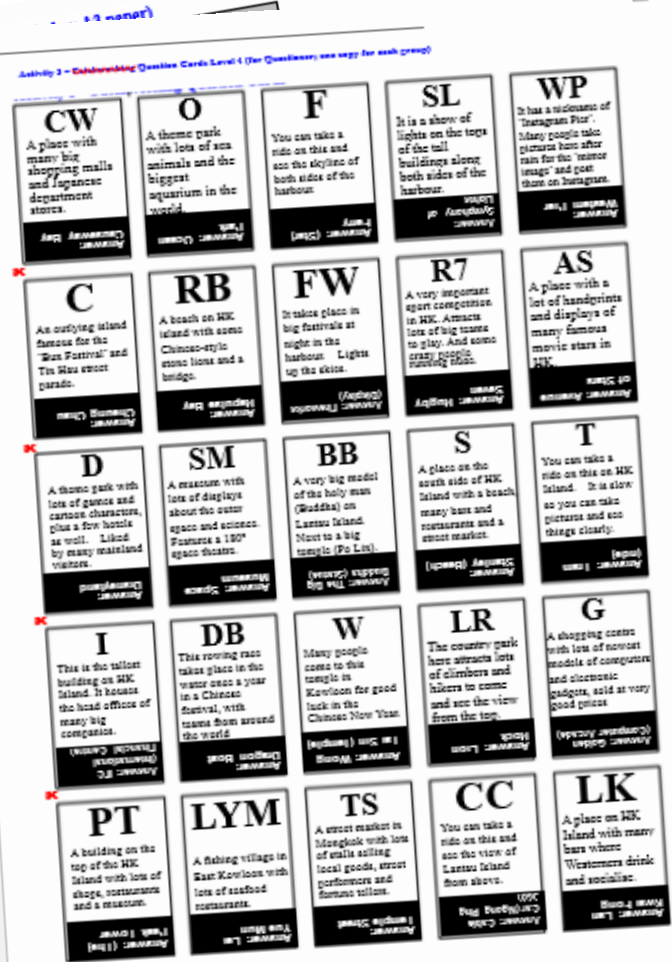 Activity 3 – Question Cards Level 4 (for Questioner; one copy for each group)
CW
A place with
many big
shopping malls
and Japanese
department
stores.
Answer:
Causeway Bay
O
A theme park
with lots of sea
animals and the
biggest
aquarium in the
world.
Answer: Ocean
Park
F
You can take a
ride on this and
see the skyline of
both sides of the
harbour.
Answer: (Star)
Ferry
SL
It is a show of
lights on the tops
of the tall
buildings along
both sides of the
harbour.
Answer:
Symphony of
Lights
WP
It has a nickname of
"Instagram Pier".
Many people take
pictures here after
rain for the "mirror
image" and post
them on Instagram.
Answer:
Western Pier
C
An outlying island
famous for the
"Bun Festival" and
Tin Hau street
parade.
Answer:
Cheung Chau
RB
A beach on HK
island with some
Chinese-style
stone lions and a
bridge.
Answer:
Repulse Bay
FW
It takes place in
big festivals at
night in the
harbour. Lights
up the skies.
Answer: Fireworks
(Display)
R7
A very important
sport competition
in HK. Attracts
lots of big teams
to play. And some
crazy people
running nude.
Answer: Rugby
Seven
AS
A place with a
lot of handprints
and displays of
many famous
movie stars in
HK.
Answer: Avenue
of Stars
D
A theme park with
lots of games and
cartoon characters,
plus a few hotels
as well. Liked
by many mainland
visitors.
Answer:
Disneyland
SM
A museum with
lots of displays
about the outer
space and science.
Features a 180°
space theatre.
Answer: Space
Museum
BB
A very big model
of the holy man
(Buddha) on
Lantau Island.
Next to a big
temple (Po Lin).
Answer: The Big
Buddha (Statue)
S
A place on the
south side of HK
Island with a beach,
many bars and
restaurants and a
street market.
Answer:
Stanley (Beach)
T
You can take a
ride on this on HK
Island. It is slow
so you can take
pictures and see
things clearly.
Answer: Tram
(ride)
I
This is the tallest
building on HK
Island. It houses
the head offices of
many big
companies.
Answer: IFC
(International
Financial Centre)
DB
This rowing race
takes place in the
water once a year
in a Chinese
festival, with
teams from around
the world
Answer:
Dragon Boat
W
Many people
come to this
temple in
Kowloon for good
luck in the
Chinese New Year.
Answer: Wong
Tai Sin (Temple)
LR
The country park
here attracts lots
of climbers and
hikers to come
and see the view
from the top.
Answer: Lion
Rock
G
A shopping centre
with lots of newest
models of computers
and electronic
gadgets, sold at very
good prices
Answer: Golden
(Computer Arcade)
PT
A building on the
top of the HK
Island with lots of
shops, restaurants
and a museum.
Answer: (The)
Peak Tower
LYM
A fishing village in
East Kowloon with
lots of seafood
restaurants.
Answer: Lei
Yue Mun
TS
A street market in
Mongkok with lots
of stalls selling
local goods, street
performers and
fortune tellers.
Answer:
Temple Street
CC
You can take a
ride on this and
see the view of
Lantau Island
from above.
Answer: Cable
Car (Ngong Ping
360)
LK
A place on HK
Island with many
bars where
Westerners drink
and socialise.
Answer: Lan
Kwai Fong